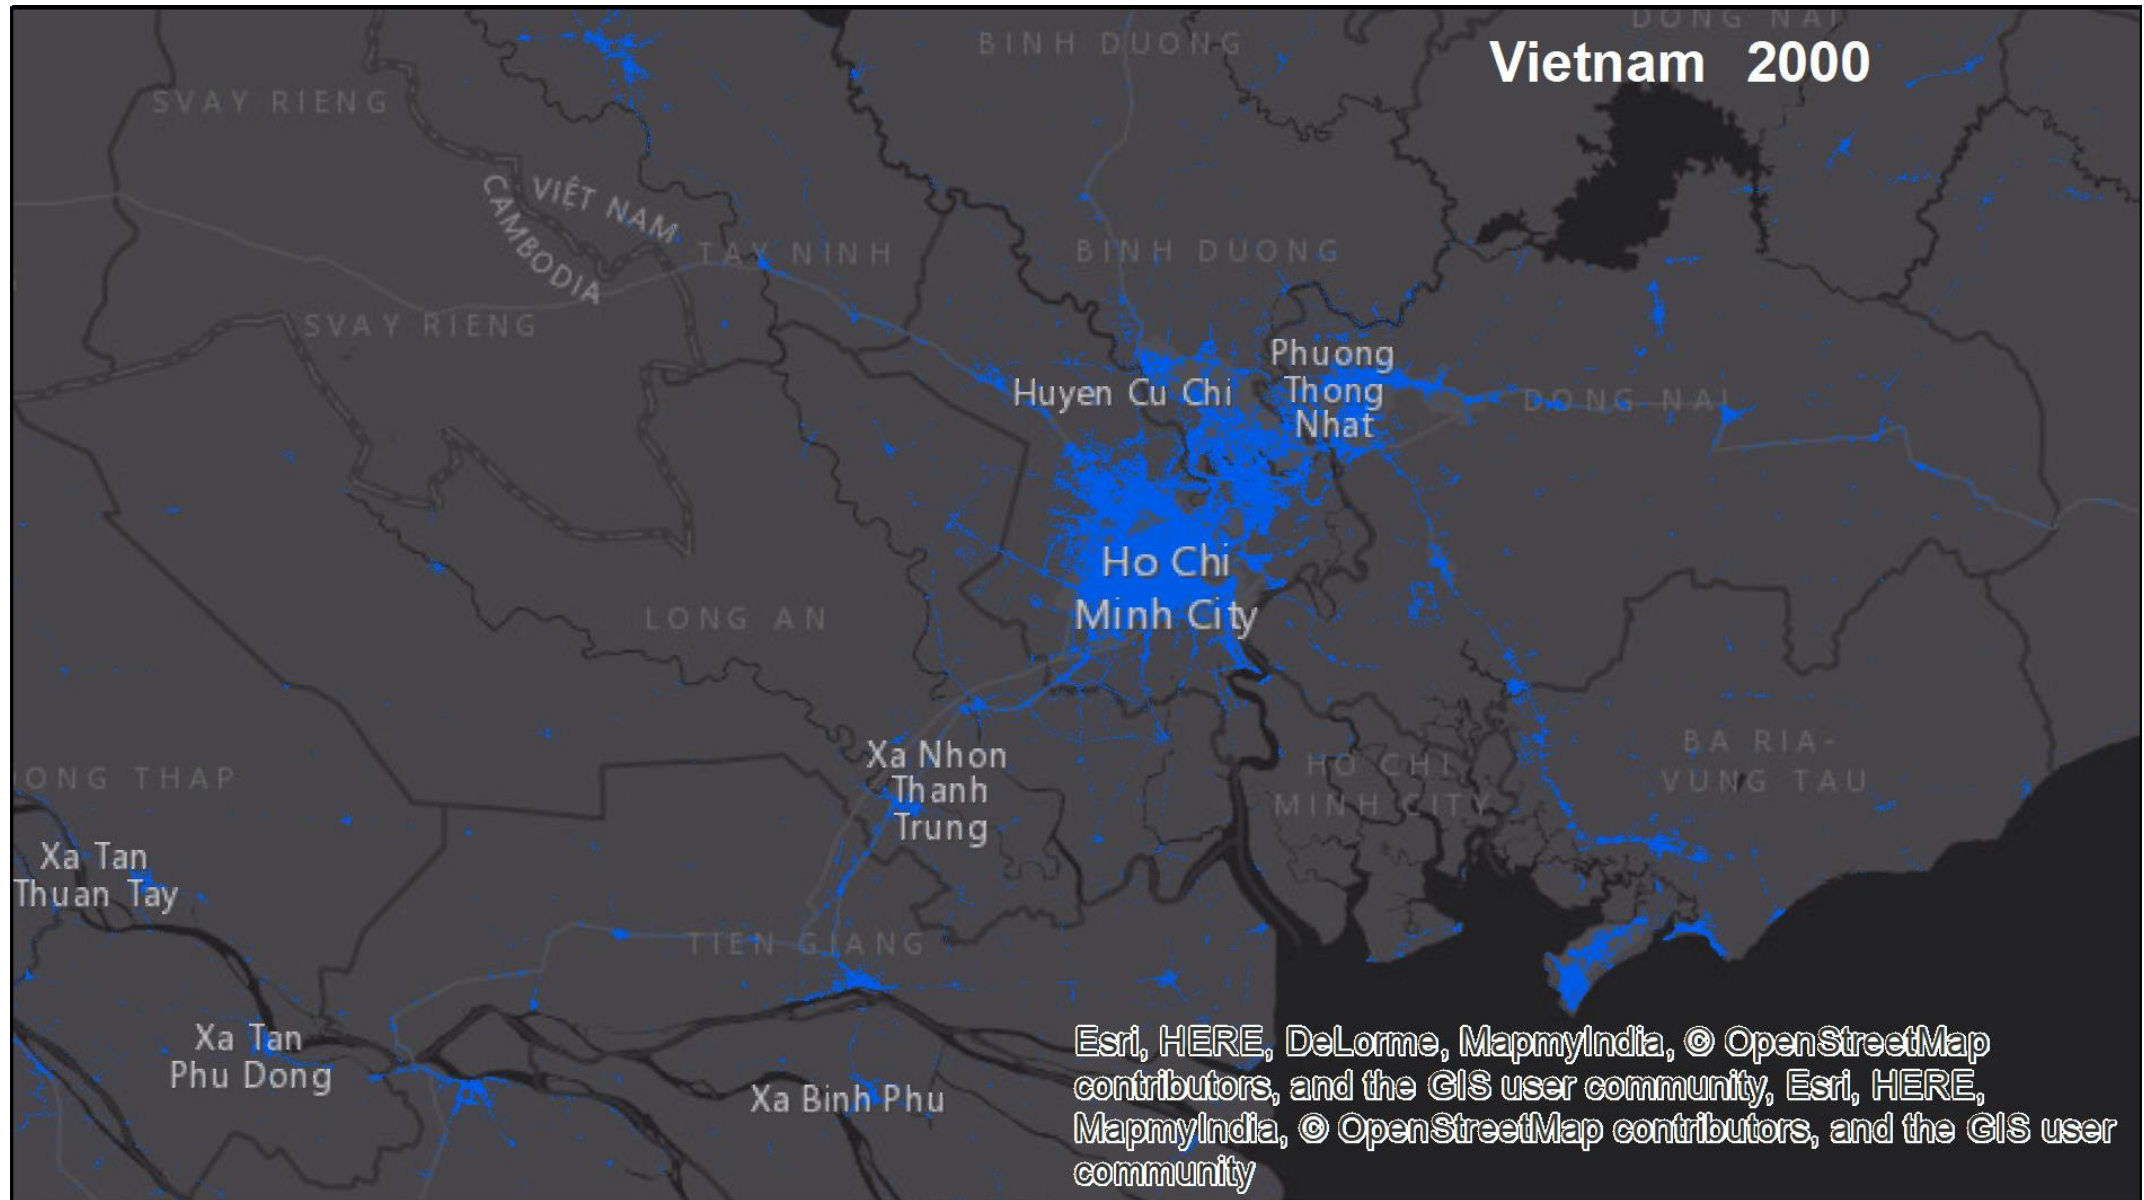 DONG NAI
BINH DUONG
Vietnam 2000
SVAY RIENG
VIÊT NAM
CAMBODIA
TAY NINH
BINH DUONG
SVAY RIENG
Phuong
Thong
Nhat
Huyen Cu Chi
DONG NAI
Ho Chi
Minh City
LONG AN
Xa Nhon
Thanh
Trung
HO CHI
MINH CITY
BA RIA-
VUNG TAU
ONG THAP
Xa Tan
Thuan Tay
TIEN GIANG
Xa Tan
Phu Dong
Xa Binh Phu
Esri, HERE, DeLorme, MapmyIndia, © OpenStreetMap
contributors, and the GIS user community, Esri, HERE,
MapmyIndia, © OpenStreetMap contributors, and the GIS user
community